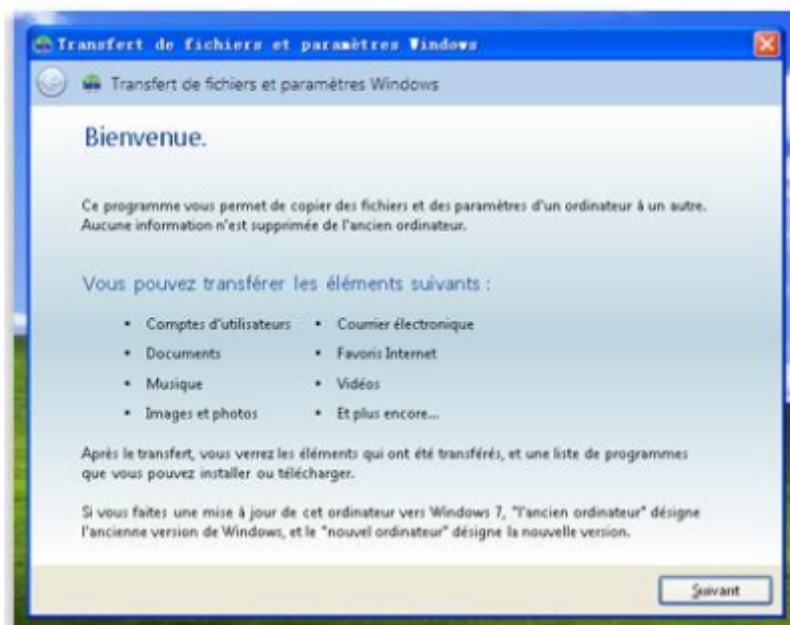 Transfert de fichiers et paramètres Windows
Transfert de fichiers et paramètres Windows
Bienvenue.
Ce programme vous permet de copier des fichiers et des paramètres d'un ordinateur à un autre.
Aucune information n'est supprimée de l'ancien ordinateur.
Vous pouvez transférer les éléments suivants :
• Comptes d'utilisateurs • Courrier électronique
• Documents • Favoris Internet
• Musique • Vidéos
• Images et photos • Et plus encore...
Après le transfert, vous verrez les éléments qui ont été transférés, et une liste de programmes
que vous pouvez installer ou télécharger.
Si vous faites une mise à jour de cet ordinateur vers Windows 7, "l'ancien ordinateur" désigne
l'ancienne version de Windows, et le "nouvel ordinateur" désigne la nouvelle version.
Suivant